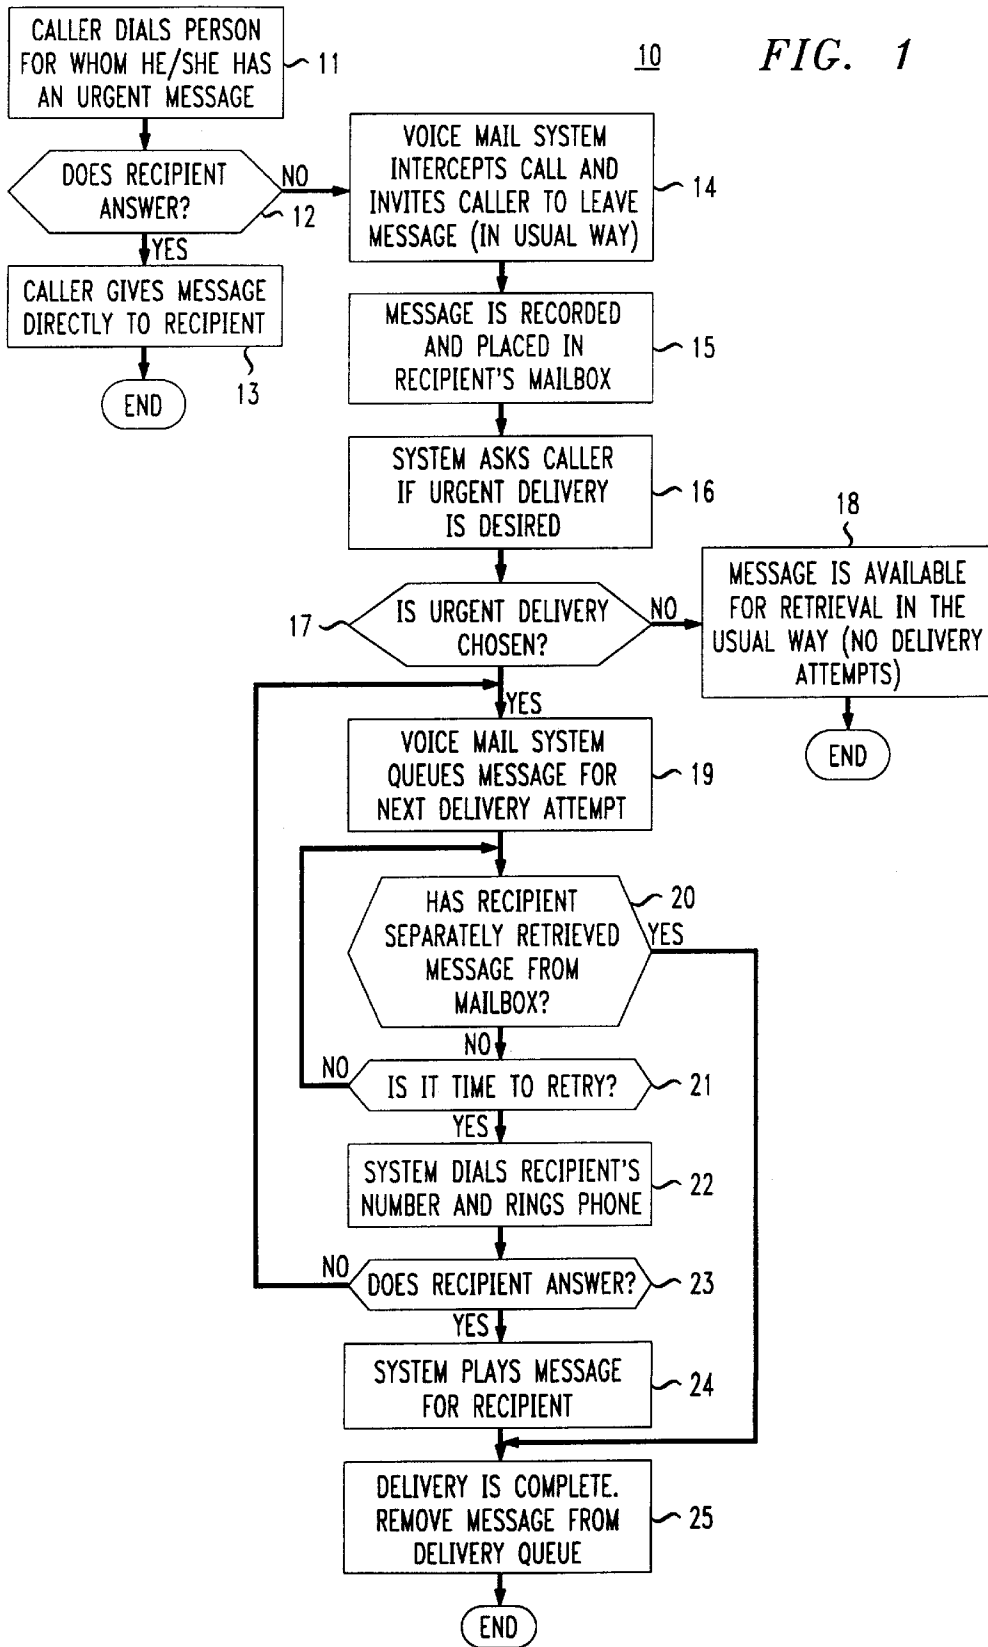 CALLER DIALS PERSON
FOR WHOM HE/SHE HAS
AN URGENT MESSAGE
11
10
FIG. 1
DOES RECIPIENT
ANSWER?
NO
12
YES
CALLER GIVES MESSAGE
DIRECTLY TO RECIPIENT
13
END
VOICE MAIL SYSTEM
INTERCEPTS CALL AND
INVITES CALLER TO LEAVE
MESSAGE (IN USUAL WAY)
14
MESSAGE IS RECORDED
AND PLACED IN
RECIPIENT'S MAILBOX
15
SYSTEM ASKS CALLER
IF URGENT DELIVERY
IS DESIRED
16
17
IS URGENT DELIVERY
CHOSEN?
NO
18
MESSAGE IS AVAILABLE
FOR RETRIEVAL IN THE
USUAL WAY (NO DELIVERY
ATTEMPTS)
END
YES
VOICE MAIL SYSTEM
QUEUES MESSAGE FOR
NEXT DELIVERY ATTEMPT
19
HAS RECIPIENT
SEPARATELY RETRIEVED
MESSAGE FROM
MAILBOX?
20
YES
NO
NO
IS IT TIME TO RETRY?
21
YES
SYSTEM DIALS RECIPIENT'S
NUMBER AND RINGS PHONE
22
NO
DOES RECIPIENT ANSWER?
23
YES
SYSTEM PLAYS MESSAGE
FOR RECIPIENT
24
DELIVERY IS COMPLETE.
REMOVE MESSAGE FROM
DELIVERY QUEUE
25
END